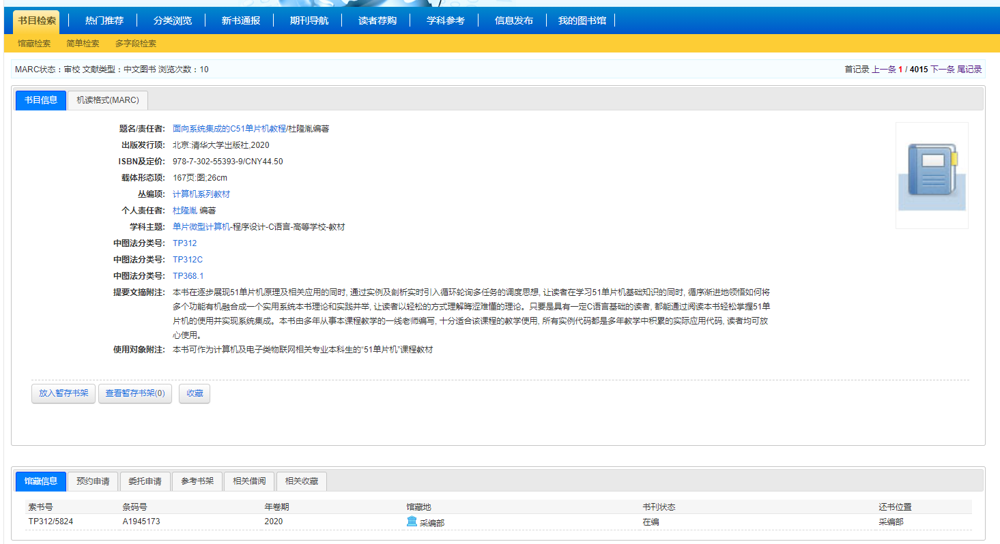 书目检索 热门推荐 分类浏览 新书通报 期刊导航 读者荐购 学科参考 信息发布 我的图书馆
馆藏检索 简单检索 多字段检索
MARC状态：审校 文献类型：中文图书 浏览次数：10 首记录 上一条 1 / 4015 下一条 尾记录
书目信息 机读格式(MARC)
题名/责任者: 面向系统集成的C51单片机教程/杜隆胤编著
出版发行项: 北京:清华大学出版社,2020
ISBN及定价: 978-7-302-55393-9/CNY44.50
载体形态项: 167页:图;26cm
丛编项: 计算机系列教材
个人责任者: 杜隆胤 编著
学科主题: 单片微型计算机-程序设计-C语言-高等学校-教材
中图法分类号: TP312
中图法分类号: TP312C
中图法分类号: TP368.1
提要文摘附注: 本书在逐步展现51单片机原理及相关应用的同时, 通过实例及剖析实时引入循环轮询多任务的调度思想, 让读者在学习51单片机基础知识的同时, 循序渐进地领悟如何将
多个功能有机融合成一个实用系统本书理论和实践并举, 让读者以轻松的方式理解晦涩难懂的理论。只要是具有一定C语言基础的读者, 都能通过阅读本书轻松掌握51单
片机的使用并实现系统集成。本书由多年从事本课程教学的一线老师编写, 十分适合该课程的教学使用, 所有实例代码都是多年教学中积累的实际应用代码, 读者均可放
心使用。
使用对象附注: 本书可作为计算机及电子类物联网相关专业本科生的“51单片机”课程教材
放入暂存书架 查看暂存书架(0) 收藏
馆藏信息 预约申请 委托申请 参考书架 相关借阅 相关收藏
索书号 条码号 年卷期 馆藏地 书刊状态 还书位置
TP312/5824 A1945173 2020 采编部 在编 采编部